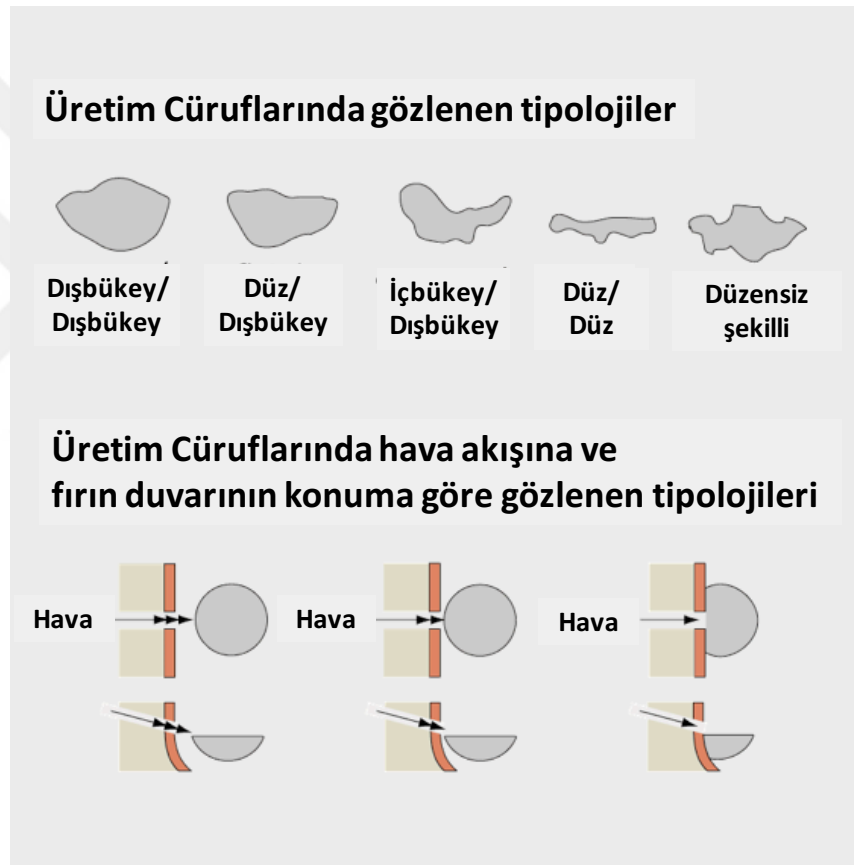 Üretim Cüruflarında gözlenen tipolojiler
Dışbükey/
Dışbükey
Düz/
Dışbükey
İçbükey/
Dışbükey
Düz/
Düz
Düzensiz
şekilli
Üretim Cüruflarında hava akışına ve
fırın duvarının konuma göre gözlenen tipolojileri
Hava
Hava
Hava